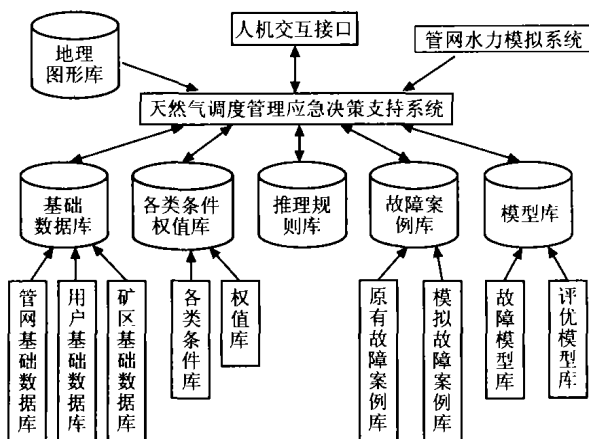 人机交互接口
地理
图形库
管网水力模拟系统
天然气调度管理应急决策支持系统
基础
数据库
各类条件
权值库
推理规
则库
故障案
例库
模型库
管网基础数据库
用户基础数据库
矿区基础数据库
各类条件库
权值库
原有故障案例库
模拟故障案例库
故障模型库
评优模型库